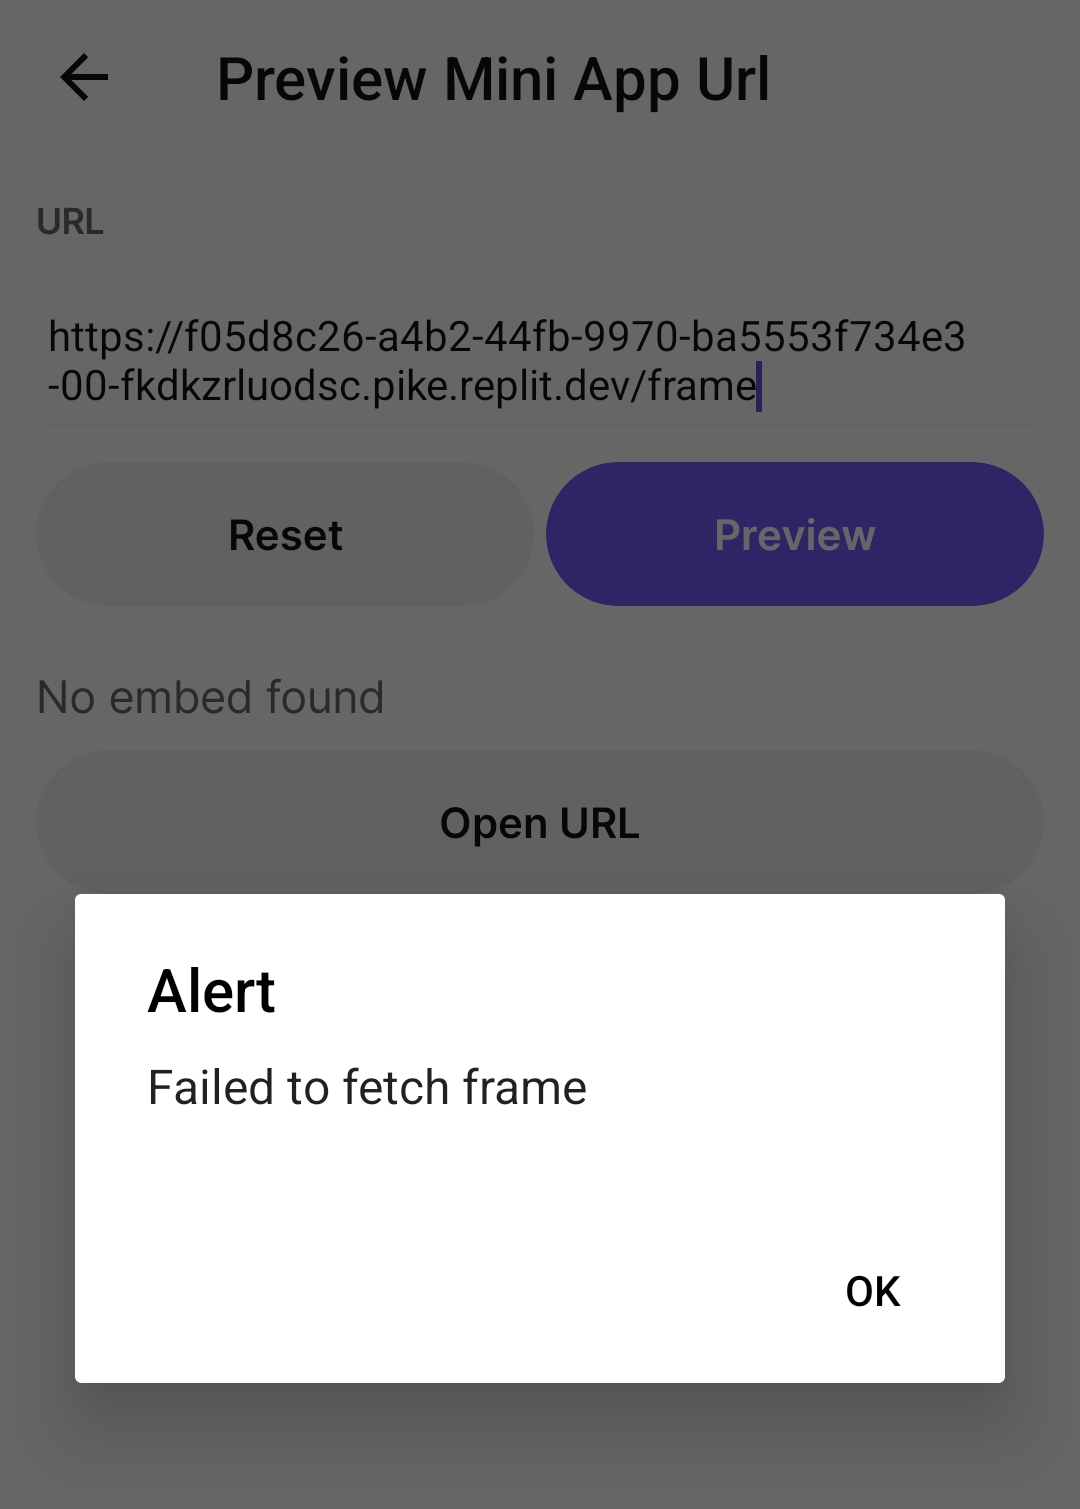 Preview Mini App Url
URL
https://f05d8c26-a4b2-44fb-9970-ba5553f734e3
-00-fkdkzrluodsc.pike.replit.dev/frame
Reset
Preview
No embed found
Open URL
Alert
Failed to fetch frame
OK